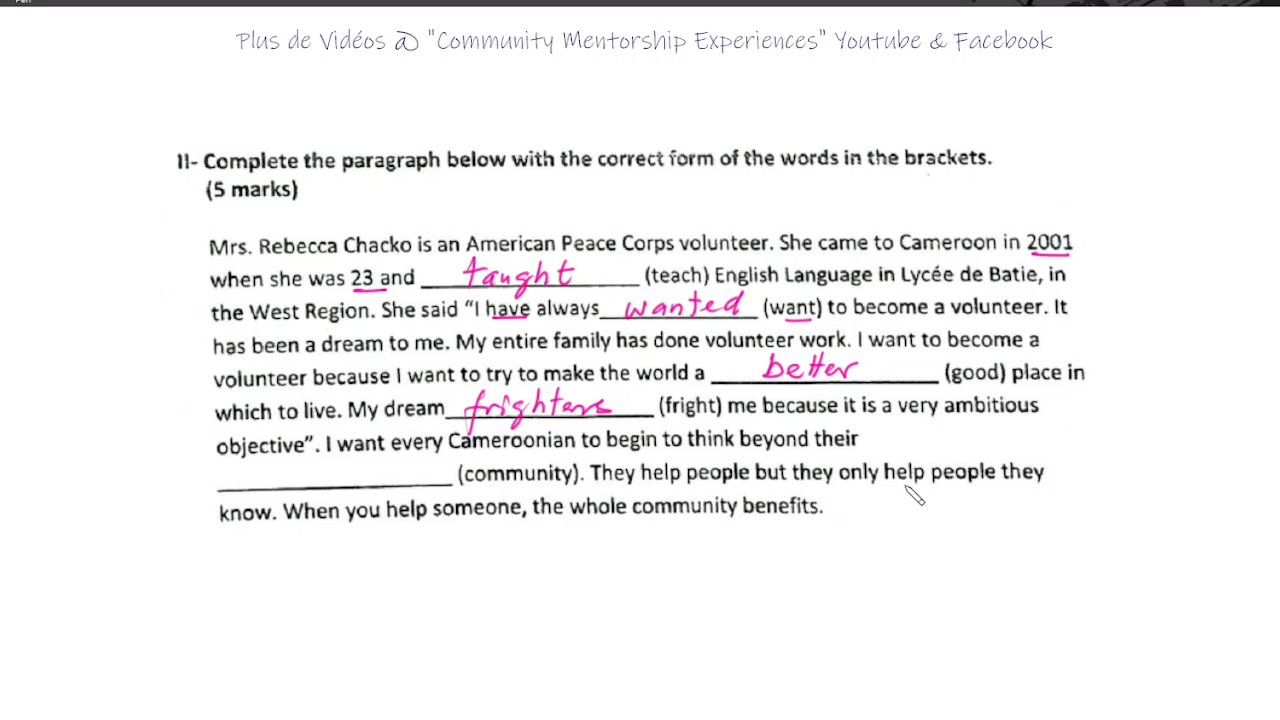 Plus de Vidéos @ "Community Mentorship Experiences" Youtube & Facebook
II- Complete the paragraph below with the correct form of the words in the brackets.
(5 marks)
Mrs. Rebecca Chacko is an American Peace Corps volunteer. She came to Cameroon in 2001
when she was 23 and taught (teach) English Language in Lycée de Batie, in
the West Region. She said "I have always wanted (want) to become a volunteer. It
has been a dream to me. My entire family has done volunteer work. I want to become a
volunteer because I want to try to make the world a better (good) place in
which to live. My dream frightens (fright) me because it is a very ambitious
objective". I want every Cameroonian to begin to think beyond their
____________________ (community). They help people but they only help people they
know. When you help someone, the whole community benefits.